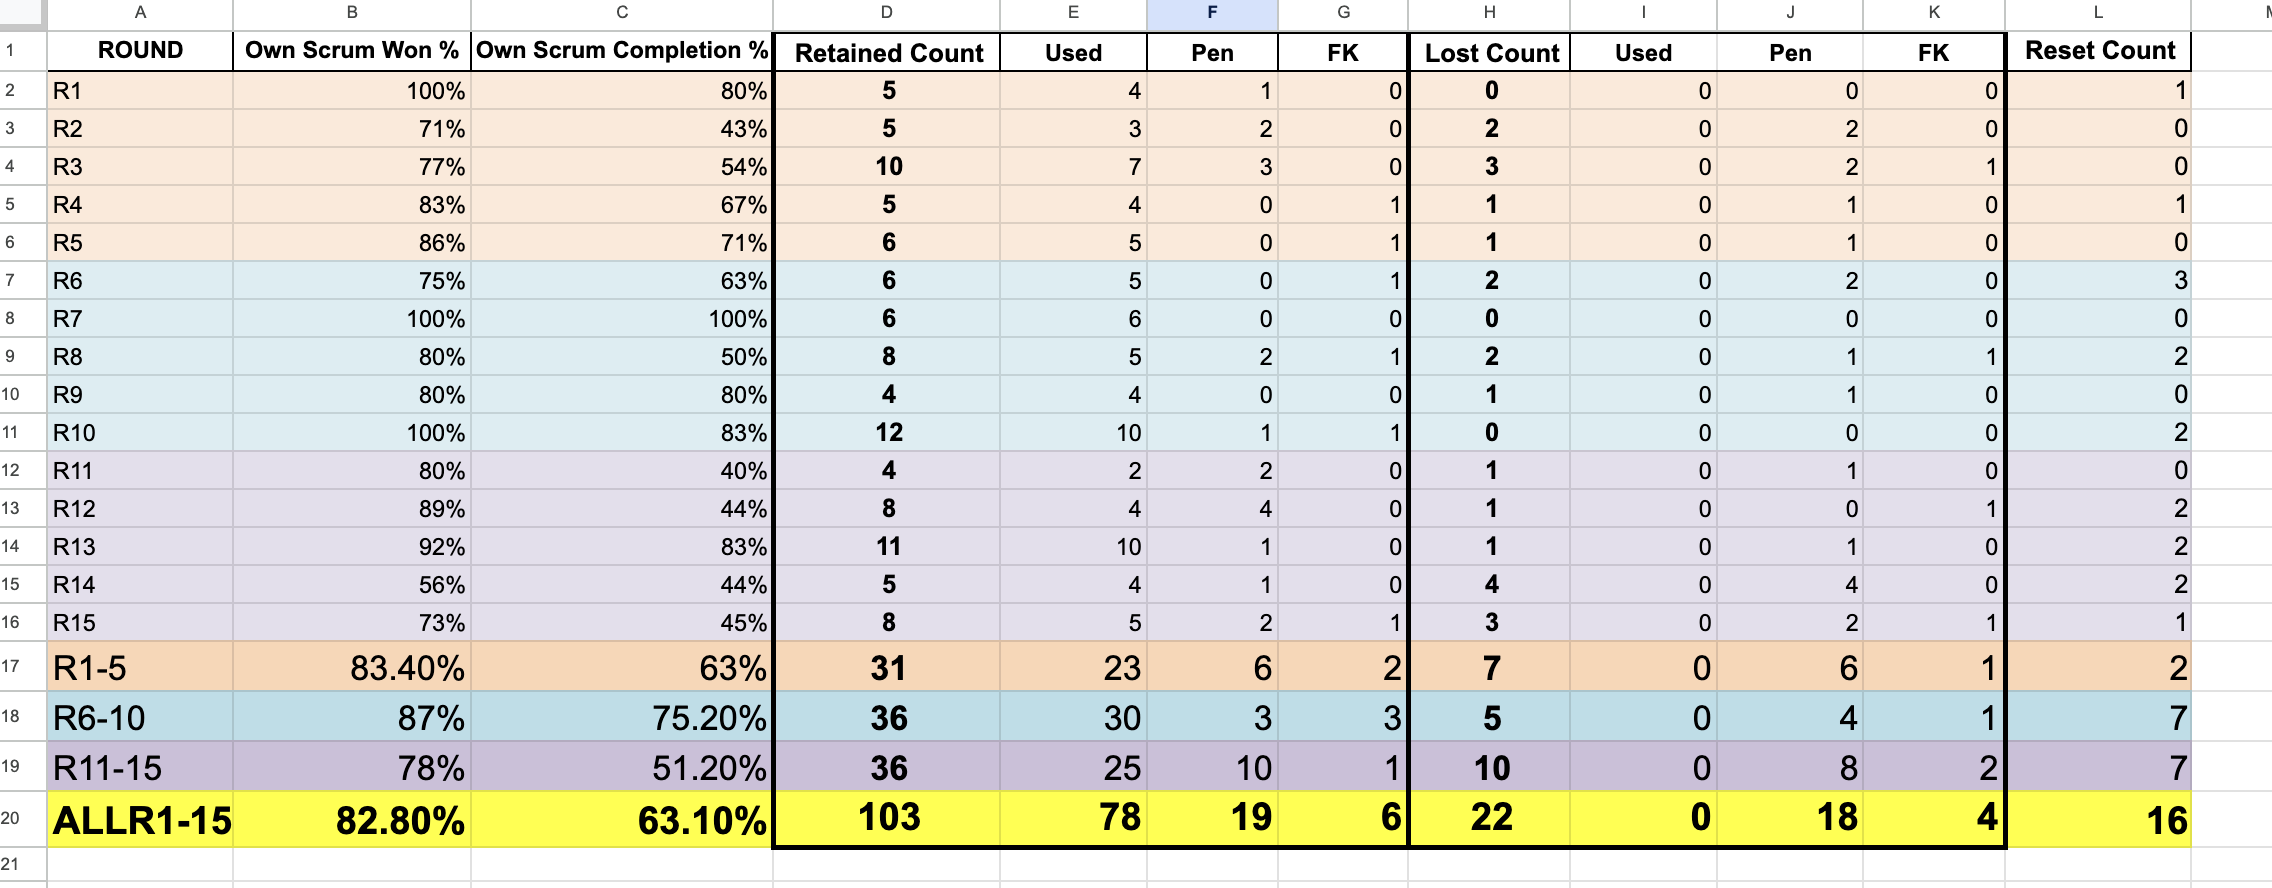 A B C D E F G H I J K L
1 ROUND Own Scrum Won % Own Scrum Completion % Retained Count Used Pen FK Lost Count Used Pen FK Reset Count
2 R1 100% 80% 5 4 1 0 0 0 0 0 1
3 R2 71% 43% 5 3 2 0 2 0 2 0 0
4 R3 77% 54% 10 7 3 0 3 0 2 1 0
5 R4 83% 67% 5 4 0 1 1 0 1 0 1
6 R5 86% 71% 6 5 0 1 1 0 1 0 0
7 R6 75% 63% 6 5 0 1 2 0 2 0 3
8 R7 100% 100% 6 6 0 0 0 0 0 0 0
9 R8 80% 50% 8 5 2 1 2 0 1 1 2
10 R9 80% 80% 4 4 0 0 1 0 1 0 0
11 R10 100% 83% 12 10 1 1 0 0 0 0 2
12 R11 80% 40% 4 2 2 0 1 0 1 0 0
13 R12 89% 44% 8 4 4 0 1 0 0 1 2
14 R13 92% 83% 11 10 1 0 1 0 1 0 2
15 R14 56% 44% 5 4 1 0 4 0 4 0 2
16 R15 73% 45% 8 5 2 1 3 0 2 1 1
17 R1-5 83.40% 63% 31 23 6 2 7 0 6 1 2
18 R6-10 87% 75.20% 36 30 3 3 5 0 4 1 7
19 R11-15 78% 51.20% 36 25 10 1 10 0 8 2 7
20 ALLR1-15 82.80% 63.10% 103 78 19 6 22 0 18 4 16
21